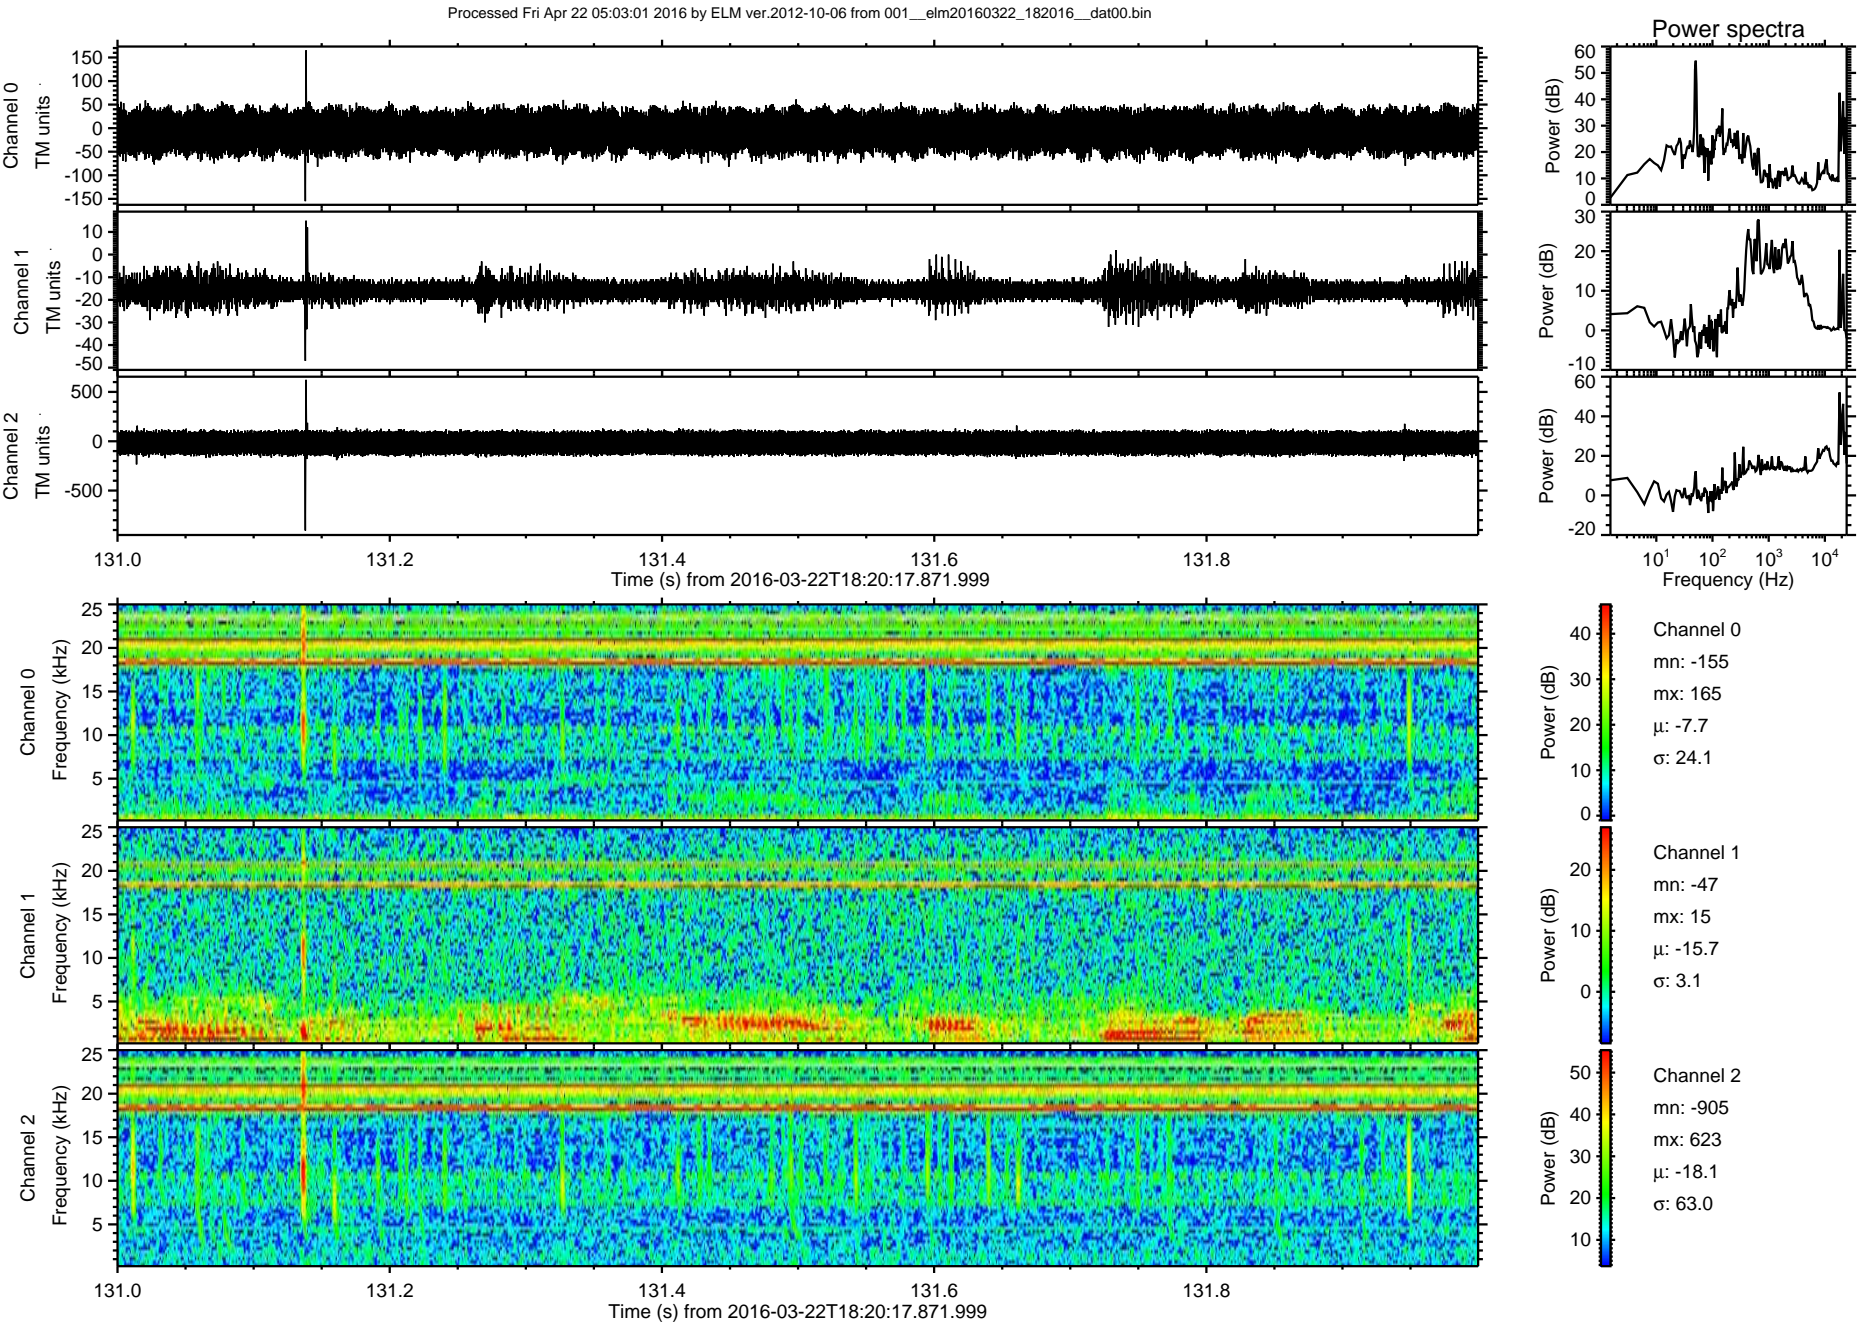 Processed Fri Apr 22 05:03:01 2016 by ELM ver.2012-10-06 from 001__elm20160322_182016__dat00.bin
Power spectra
Channel 0
TM units
150
100
50
0
-50
-100
-150
Power (dB)
60
50
40
30
20
10
0
Channel 1
TM units
10
0
-10
-20
-30
-40
-50
Power (dB)
30
20
10
0
-10
Channel 2
TM units
500
0
-500
Power (dB)
60
40
20
0
-20
131.0 131.2 131.4 131.6 131.8
Time (s) from 2016-03-22T18:20:17.871.999
10^1 10^2 10^3 10^4
Frequency (Hz)
Channel 0
Frequency (kHz)
25
20
15
10
5
Power (dB)
40
30
20
10
0
Channel 0
mn: -155
mx: 165
μ: -7.7
σ: 24.1
Channel 1
Frequency (kHz)
25
20
15
10
5
Power (dB)
20
10
0
Channel 1
mn: -47
mx: 15
μ: -15.7
σ: 3.1
Channel 2
Frequency (kHz)
25
20
15
10
5
Power (dB)
50
40
30
20
10
Channel 2
mn: -905
mx: 623
μ: -18.1
σ: 63.0
131.0 131.2 131.4 131.6 131.8
Time (s) from 2016-03-22T18:20:17.871.999